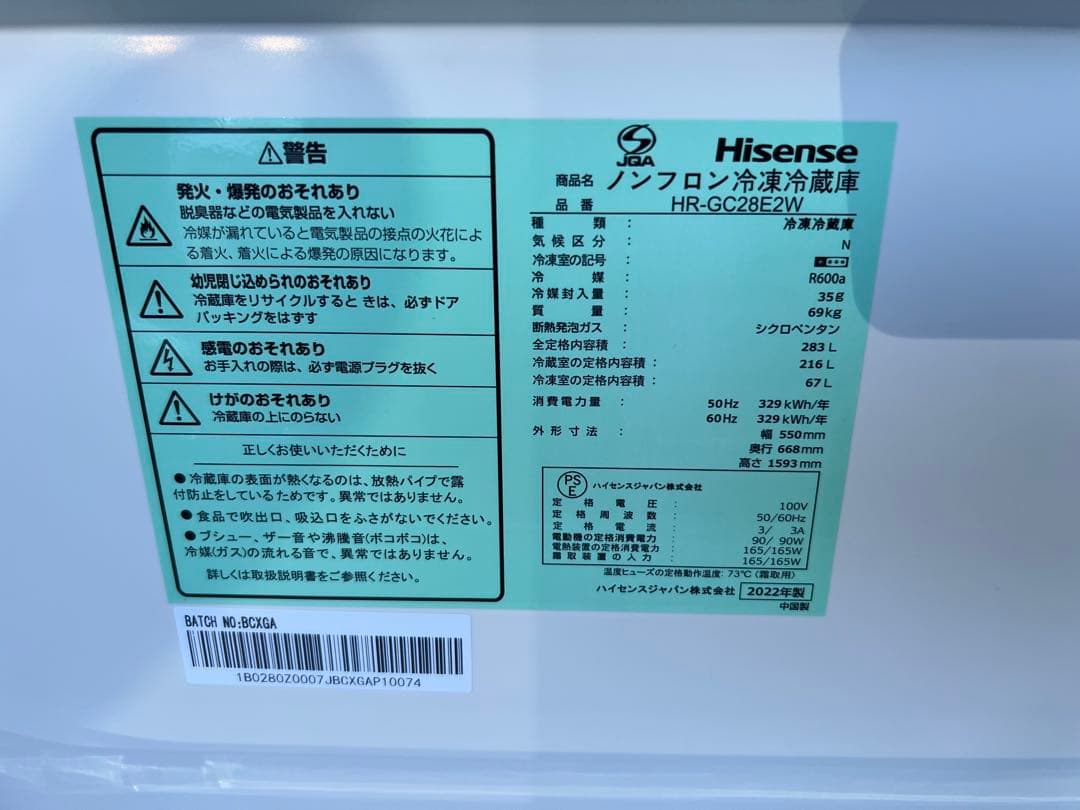 ⚠警告
発火・爆発のおそれあり
脱臭器などの電気製品を入れない
冷媒が漏れていると電気製品の接点の火花によ
る着火、着火による爆発の原因になります。
幼児閉じ込められのおそれあり
冷蔵庫をリサイクルすると きは、必ずドア
パッキングをはずす
感電のおそれあり
お手入れの際は、必ず電源プラグを抜く
けがのおそれあり
冷蔵庫の上にのらない
正しくお使いいただくために
●冷蔵庫の表面が熱くなるのは、放熱パイプで露
付防止をしているためです。異常ではありません。
●食品で吹出口、吸込口をふさがないでください。
●ブシュー、ザー音や沸騰音(ボコボコ)は、
冷媒(ガス)の流れる音で、異常ではありません。
詳しくは取扱説明書をご参照ください。
JQA
Hisense
商品名 ノンフロン冷凍冷蔵庫
品番 HR-GC28E2W
種類 : 冷凍冷蔵庫
気候区分 : N
冷凍室の記号 :
冷媒 : R600a
冷媒封入量 : 35g
質量 : 69kg
断熱発泡ガス : シクロペンタン
全定格内容積 : 283 L
冷蔵室の定格内容積 : 216 L
冷凍室の定格内容積 : 67 L
消費電力量 : 50Hz 329 kWh/年
60Hz 329 kWh/年
外形寸法 : 幅 550mm
奥行 668mm
高さ 1593mm
PS
E
ハイセンスジャパン株式会社
定格電圧 : 100V
定格周波数 : 50/60Hz
定格電流 : 3/ 3A
電動機の定格消費電力 : 90/ 90W
電熱装置の定格消費電力 : 165/165W
霜取装置の入力 : 165/165W
温度ヒューズの定格動作温度: 73℃ (霜取用)
ハイセンスジャパン株式会社 2022年製
中国製
BATCH NO:BCXGA
1B0280Z0007JBCXGAP10074